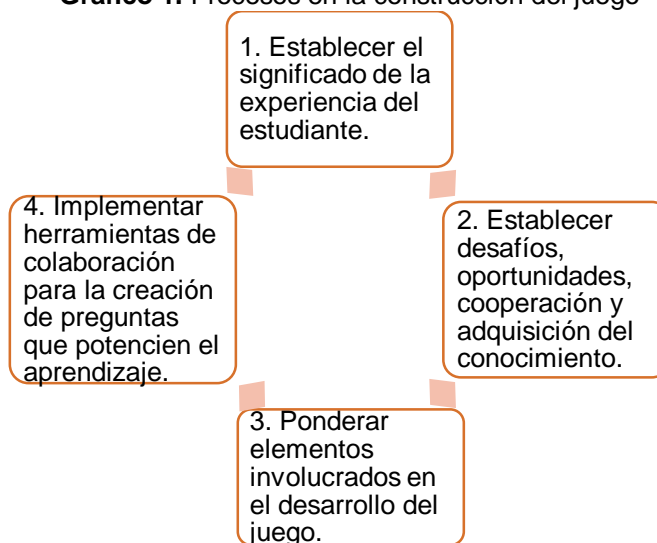 Gráfico 1. Procesos en la construcción del juego
1. Establecer el
significado de la
experiencia del
estudiante.
2. Establecer
desafíos,
oportunidades,
cooperación y
adquisición del
conocimiento.
3. Ponderar
elementos
involucrados en
el desarrollo del
juego.
4. Implementar
herramientas de
colaboración
para la creación
de preguntas
que potencien el
aprendizaje.